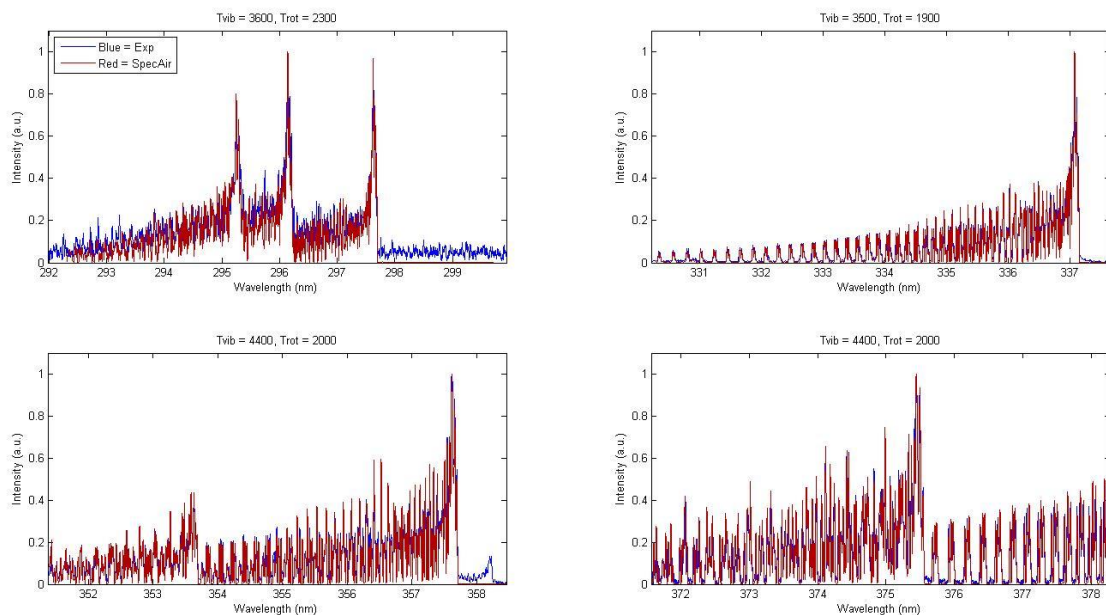 Tvib = 3600, Trot = 2300
Blue = Exp
Red = SpecAir
1
0.8
0.6
0.4
0.2
0
Intensity (a.u.)
292 293 294 295 296 297 298 299
Wavelength (nm)
Tvib = 3500, Trot = 1900
1
0.8
0.6
0.4
0.2
0
Intensity (a.u.)
331 332 333 334 335 336 337
Wavelength (nm)
Tvib = 4400, Trot = 2000
1
0.8
0.6
0.4
0.2
0
Intensity (a.u.)
352 353 354 355 356 357 358
Wavelength (nm)
Tvib = 4400, Trot = 2000
1
0.8
0.6
0.4
0.2
0
Intensity (a.u.)
372 373 374 375 376 377 378
Wavelength (nm)